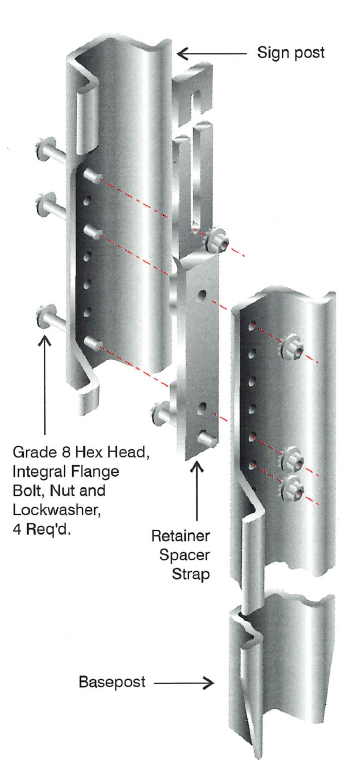 Sign post
Grade 8 Hex Head,
Integral Flange
Bolt, Nut and
Lockwasher,
4 Req'd.
Retainer
Spacer
Strap
Basepost